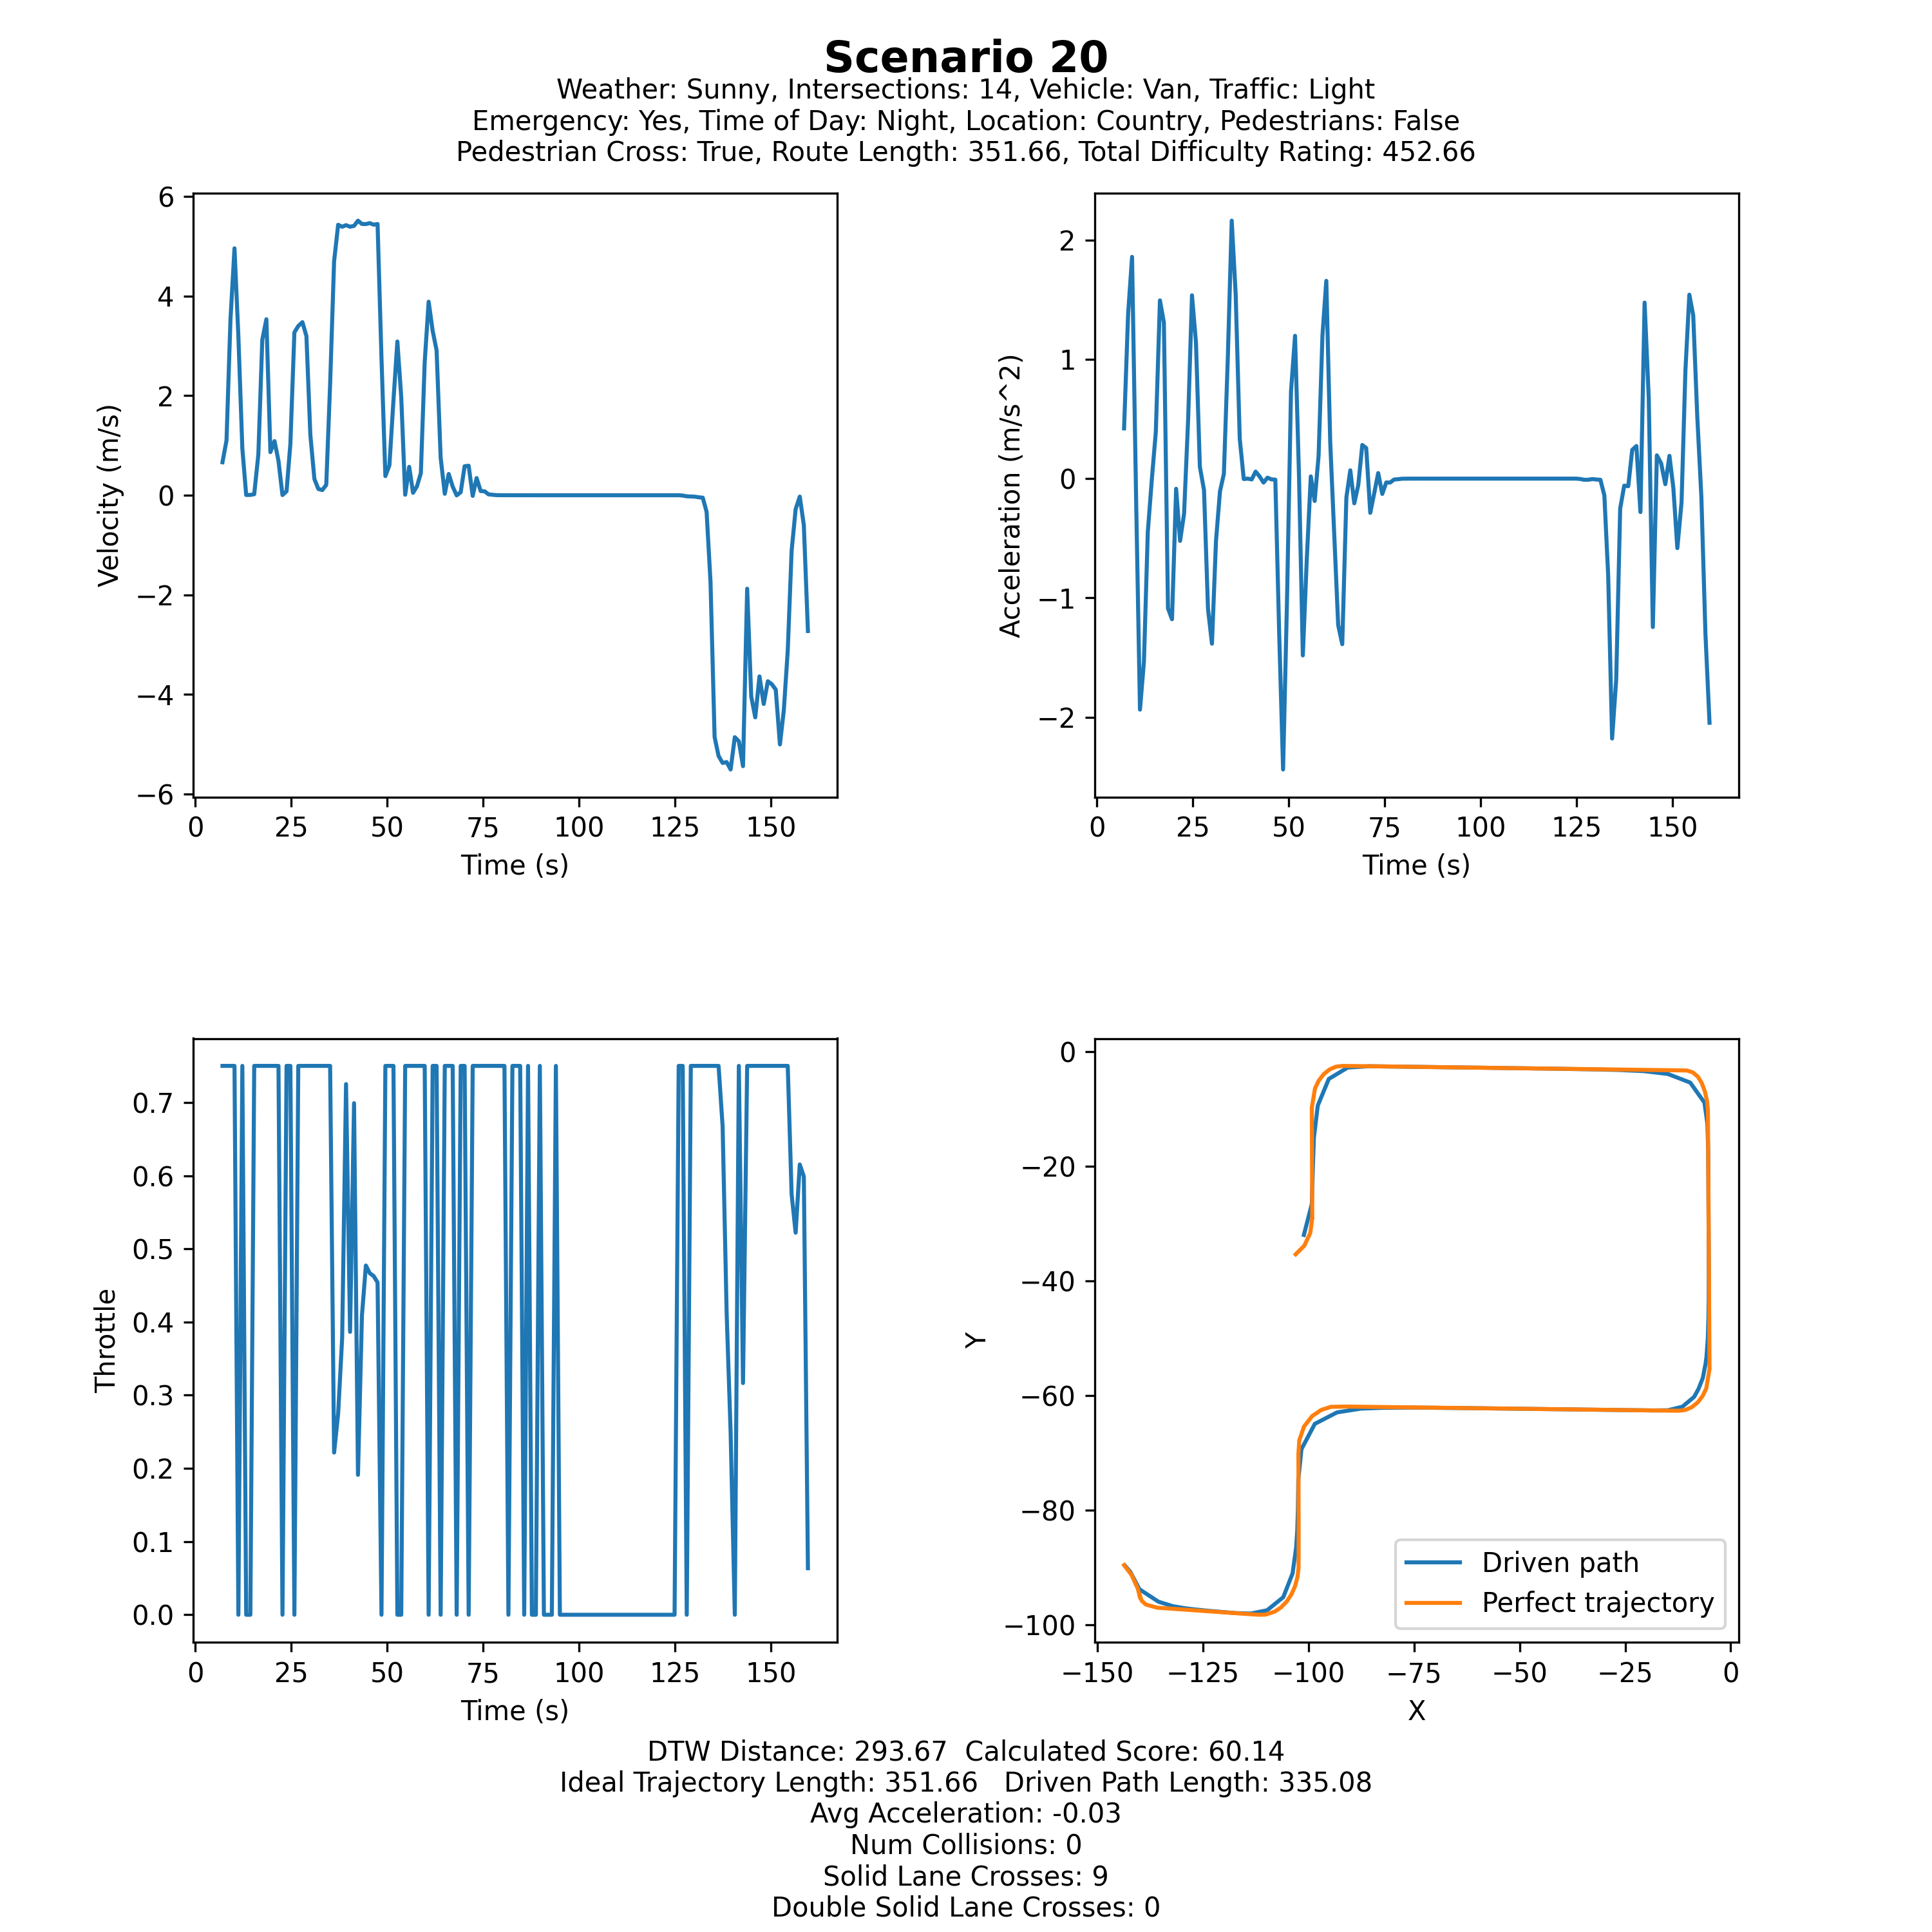 Scenario 20
Weather: Sunny, Intersections: 14, Vehicle: Van, Traffic: Light
Emergency: Yes, Time of Day: Night, Location: Country, Pedestrians: False
Pedestrian Cross: True, Route Length: 351.66, Total Difficulty Rating: 452.66
6
4
2
0
−2
−4
−6
Velocity (m/s)
0 25 50 75 100 125 150
Time (s)
2
1
0
−1
−2
Acceleration (m/s^2)
0 25 50 75 100 125 150
Time (s)
0.7
0.6
0.5
0.4
0.3
0.2
0.1
0.0
Throttle
0 25 50 75 100 125 150
Time (s)
0
−20
−40
−60
−80
−100
Y
Driven path
Perfect trajectory
−150 −125 −100 −75 −50 −25 0
X
DTW Distance: 293.67  Calculated Score: 60.14
Ideal Trajectory Length: 351.66   Driven Path Length: 335.08
Avg Acceleration: -0.03
Num Collisions: 0
Solid Lane Crosses: 9
Double Solid Lane Crosses: 0